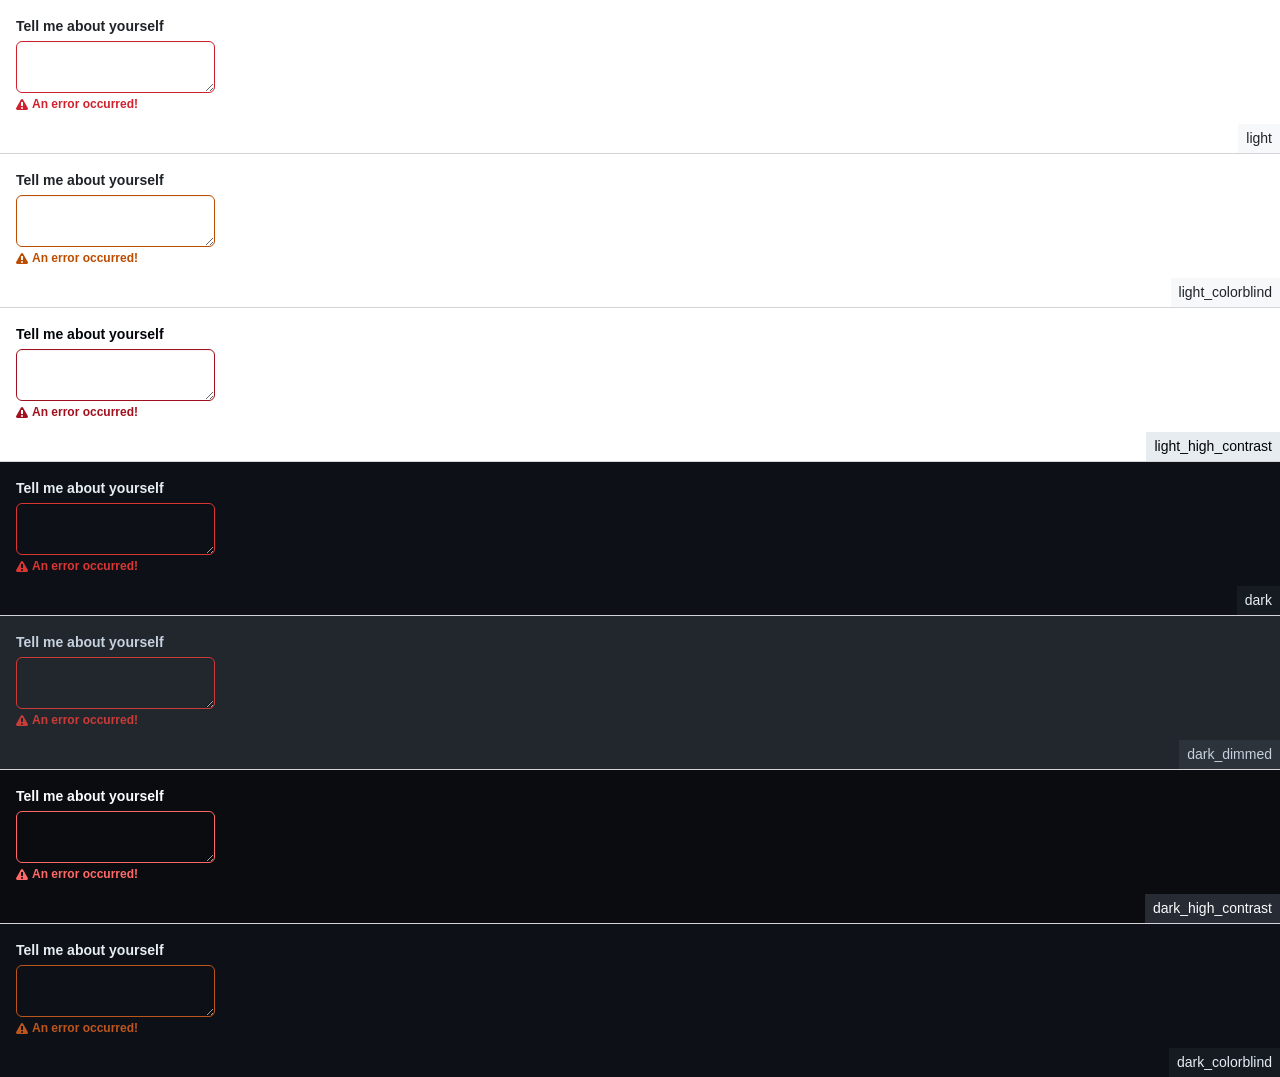 Tell me about yourself
An error occurred!
light
Tell me about yourself
An error occurred!
light_colorblind
Tell me about yourself
An error occurred!
light_high_contrast
Tell me about yourself
An error occurred!
dark
Tell me about yourself
An error occurred!
dark_dimmed
Tell me about yourself
An error occurred!
dark_high_contrast
Tell me about yourself
An error occurred!
dark_colorblind